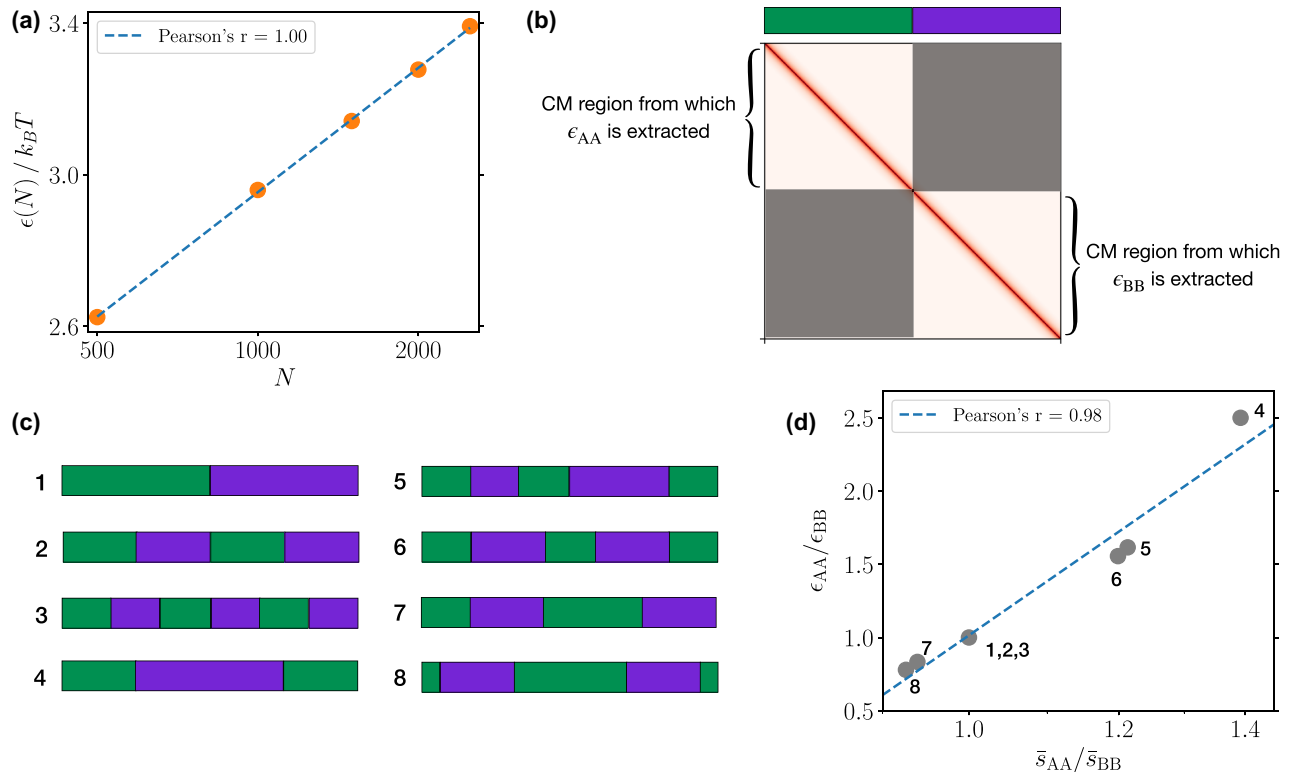 (a)
3.4
3.0
2.6
ϵ(N)/k_BT
Pearson's r = 1.00
500
1000
2000
N
(b)
CM region from which
ϵ_AA is extracted
CM region from which
ϵ_BB is extracted
(c)
1
2
3
4
5
6
7
8
(d)
2.5
2.0
1.5
1.0
0.5
ϵ_AA/ϵ_BB
Pearson's r = 0.98
4
5
6
1,2,3
7
8
1.0
1.2
1.4
s̄_AA/s̄_BB